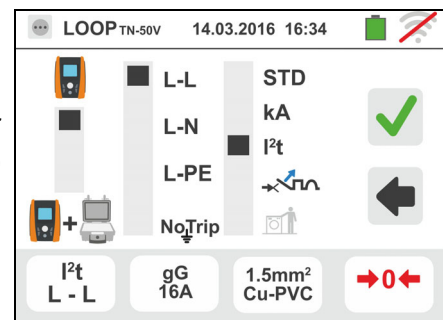 LOOP TN-50V 14.03.2016 16:34
L-L
L-N
L-PE
NoTrip
STD
kA
I²t
I²t
L - L
gG
16A
1.5mm²
Cu-PVC
→0←